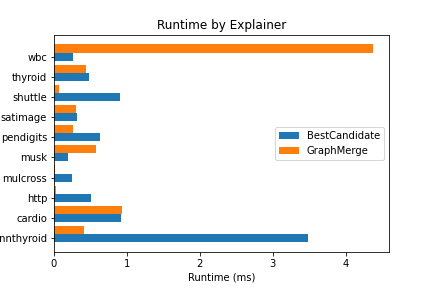 Runtime by Explainer
wbc
thyroid
shuttle
satimage
pendigits
musk
mulcross
http
cardio
nnthyroid
BestCandidate
GraphMerge
0 1 2 3 4
Runtime (ms)